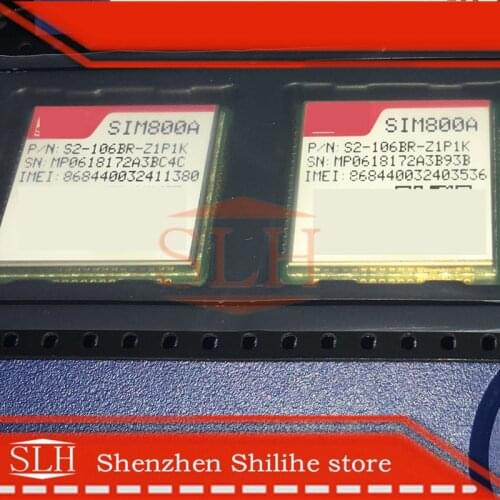 SIM800A
P/N: S2-106BR-Z1P1K
SN: MP0618172A3BC4C
IMEI: 868440032411380
SIM800A
P/N: S2-106BR-Z1P1K
SN: MP0618172A3B93B
IMEI: 868440032403536
SLH
SLH
Shenzhen Shilihe store